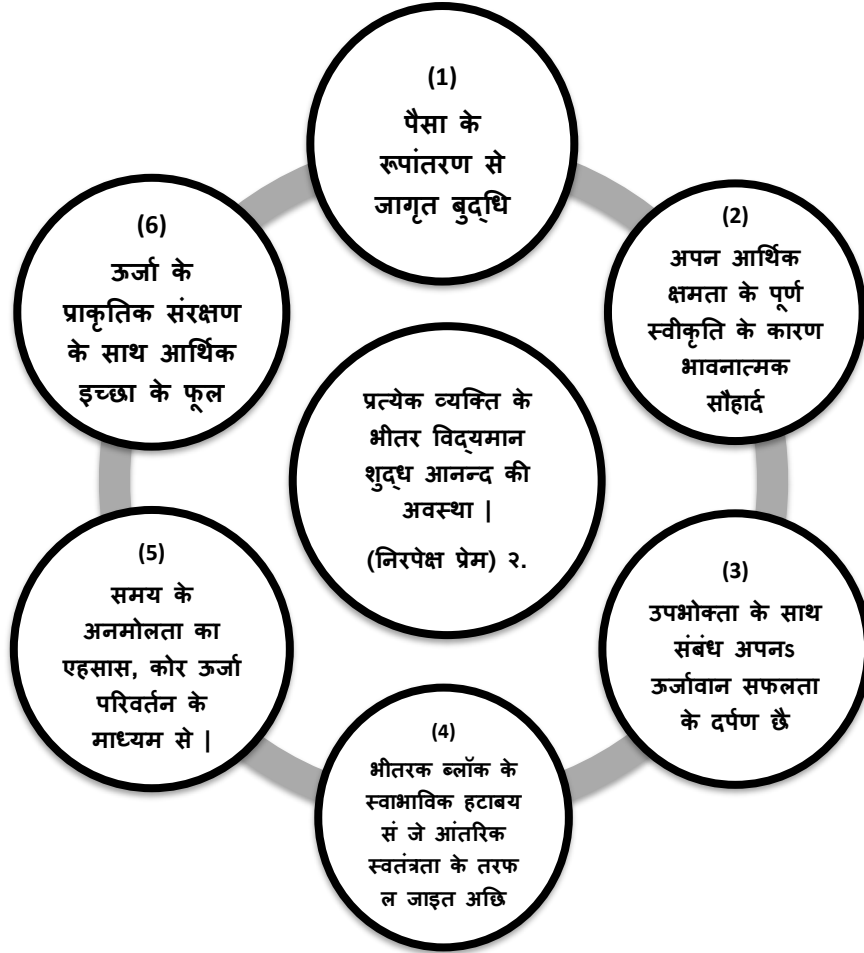 (1)
पैसा के
रूपांतरण से
जागृत बुद्धि
(2)
अपन आर्थिक
क्षमता के पूर्ण
स्वीकृति के कारण
भावनात्मक
सौहार्द
(3)
उपभोक्ता के साथ
संबंध अपनऽ
ऊर्जावान सफलता
के दर्पण छै
(4)
भीतरक ब्लॉक के
स्वाभाविक हटाबय
सं जे आंतरिक
स्वतंत्रता के तरफ
ल जाइत अछि
(5)
समय के
अनमोलता का
एहसास, कोर ऊर्जा
परिवर्तन के
माध्यम से |
(6)
ऊर्जा के
प्राकृतिक संरक्षण
के साथ आर्थिक
इच्छा के फूल
प्रत्येक व्यक्ति के
भीतर विद्यमान
शुद्ध आनन्द की
अवस्था |
(निरपेक्ष प्रेम) २.